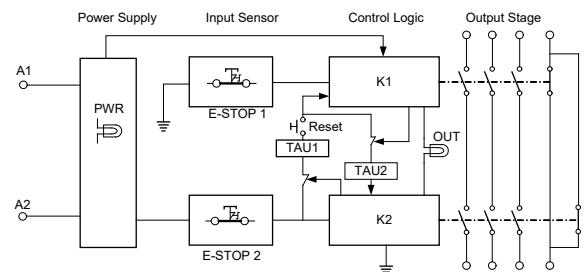 Power Supply Input Sensor Control Logic Output Stage
A1
PWR
K1
E-STOP 1
Reset
TAU1
OUT
TAU2
A2
K2
E-STOP 2